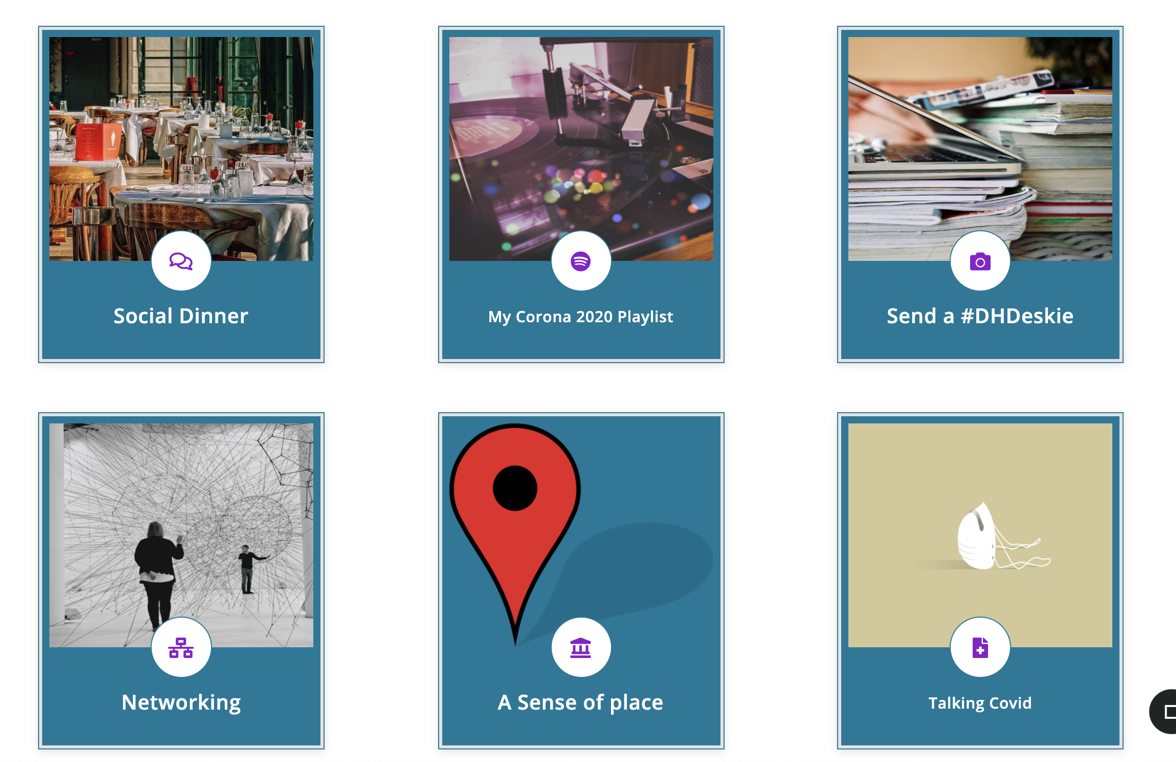 Social Dinner
My Corona 2020 Playlist
Send a #DHDeskie
Networking
A Sense of place
Talking Covid